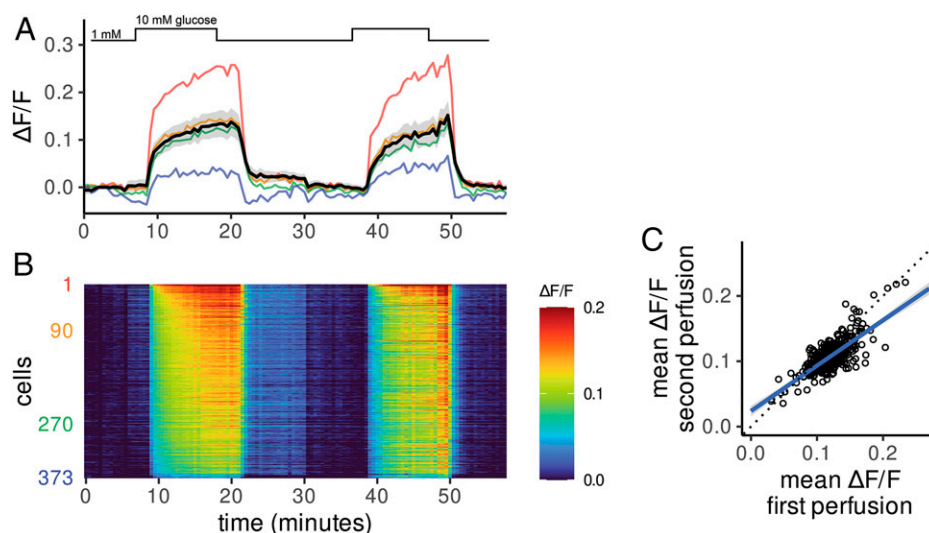 A
10 mM glucose
1 mM
ΔF/F
0.3
0.2
0.1
0.0
0 10 20 30 40 50
B
cells
1
90
270
373
0 10 20 30 40 50
time (minutes)
ΔF/F
0.2
0.1
0.0
C
mean ΔF/F
second perfusion
0.2
0.1
0.0
0.0 0.1 0.2
mean ΔF/F
first perfusion